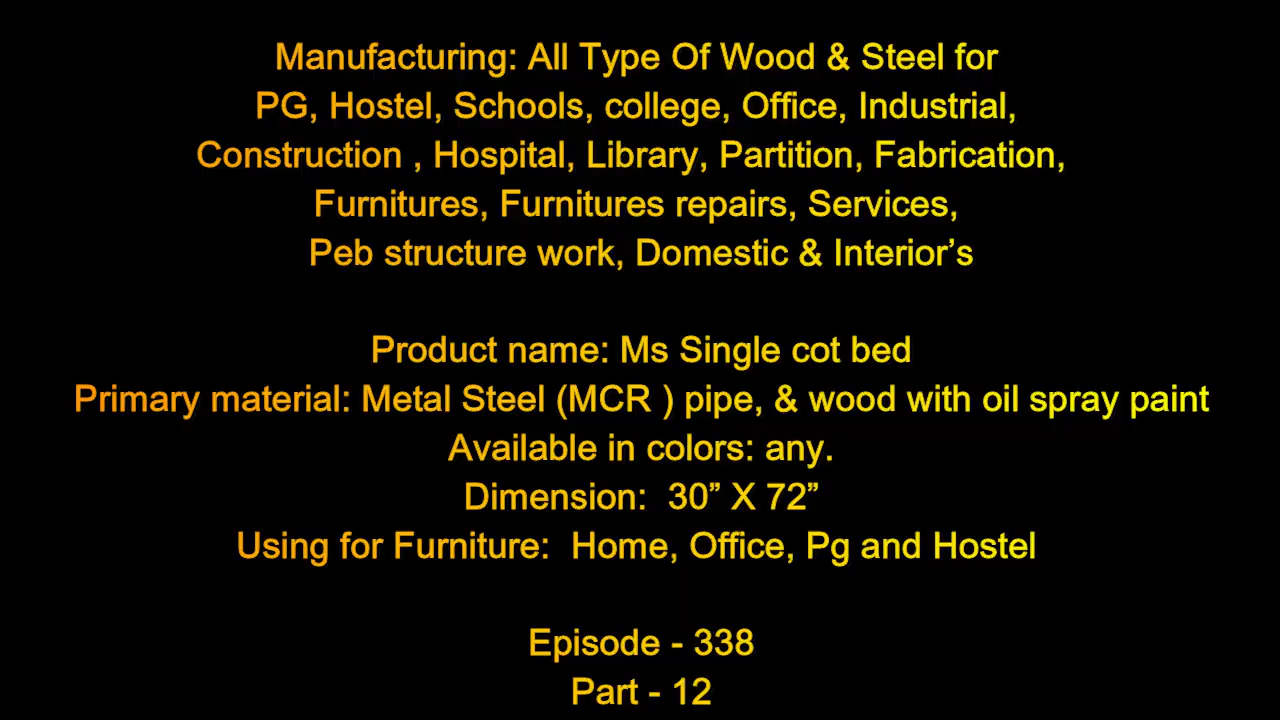 Manufacturing: All Type Of Wood & Steel for
PG, Hostel, Schools, college, Office, Industrial,
Construction , Hospital, Library, Partition, Fabrication,
Furnitures, Furnitures repairs, Services,
Peb structure work, Domestic & Interior’s
Product name: Ms Single cot bed
Primary material: Metal Steel (MCR ) pipe, & wood with oil spray paint
Available in colors: any.
Dimension:  30” X 72”
Using for Furniture:  Home, Office, Pg and Hostel
Episode - 338
Part - 12